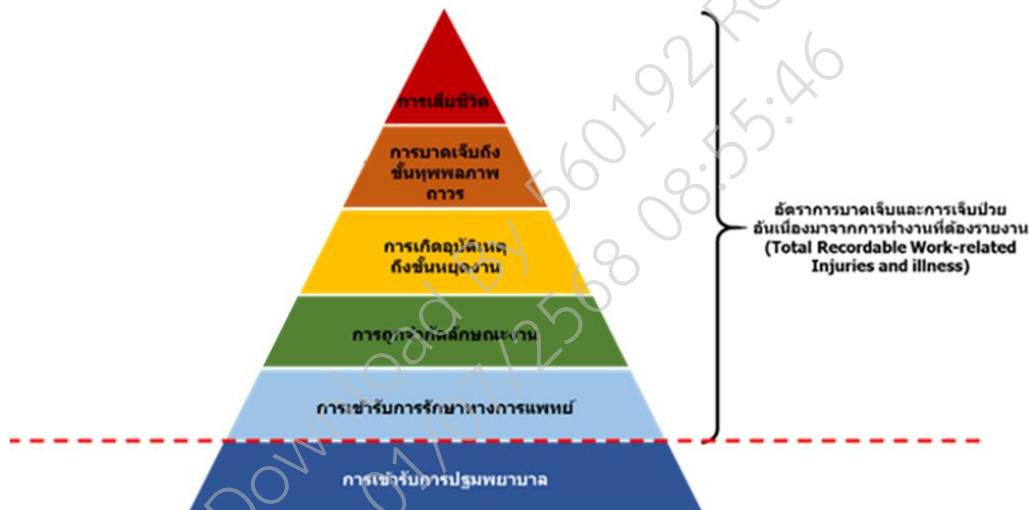 การเสียชีวิต
การบาดเจ็บถึง
ขั้นทุพพลภาพ
ถาวร
การเกิดอุบัติเหตุ
ถึงขั้นหยุดงาน
การถูกจำกัดลักษณะงาน
การเข้ารับการรักษาทางการแพทย์
การเข้ารับการปฐมพยาบาล
อัตราการบาดเจ็บและการเจ็บป่วย
อันเนื่องมาจากการทำงานที่ต้องรายงาน
(Total Recordable Work-related
Injuries and illness)
Download By 560192
01/07/2568 08:55:46